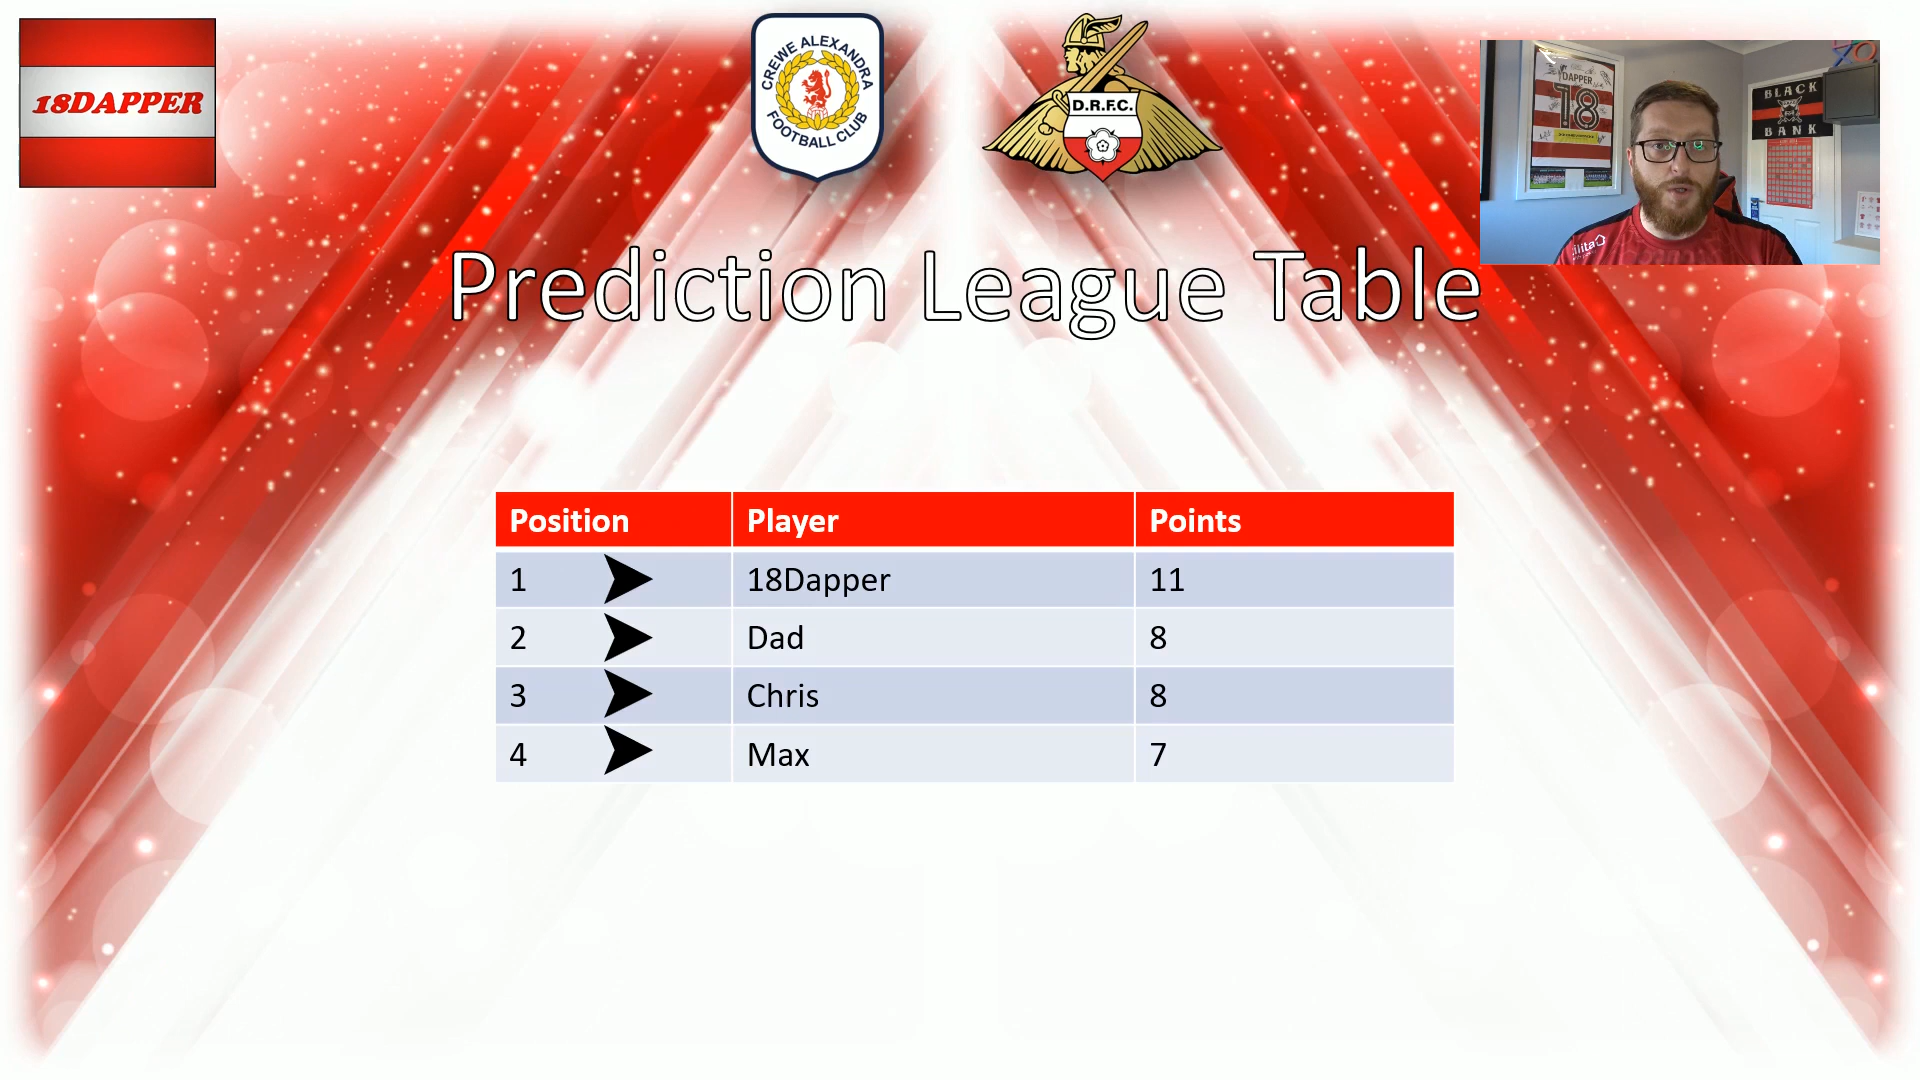 18DAPPER
CREWE ALEXANDRA
FOOTBALL CLUB
D.R.F.C.
DAPPER
18
BLACK
BANK
ilita
Prediction League Table
Position Player Points
1 18Dapper 11
2 Dad 8
3 Chris 8
4 Max 7